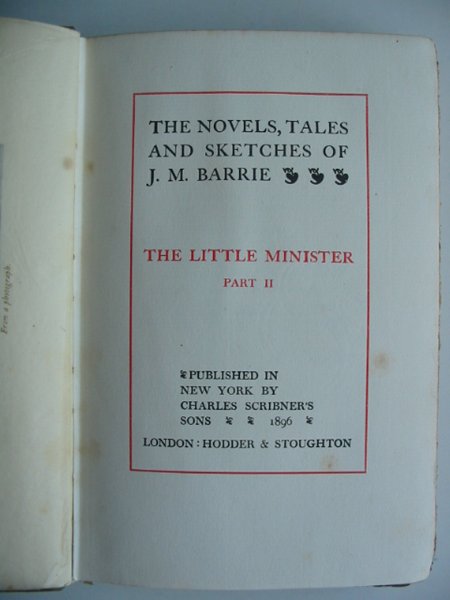 THE NOVELS, TALES
AND SKETCHES OF
J. M. BARRIE
THE LITTLE MINISTER
PART II
PUBLISHED IN
NEW YORK BY
CHARLES SCRIBNER'S
SONS 1896
LONDON: HODDER & STOUGHTON
From a photograph.